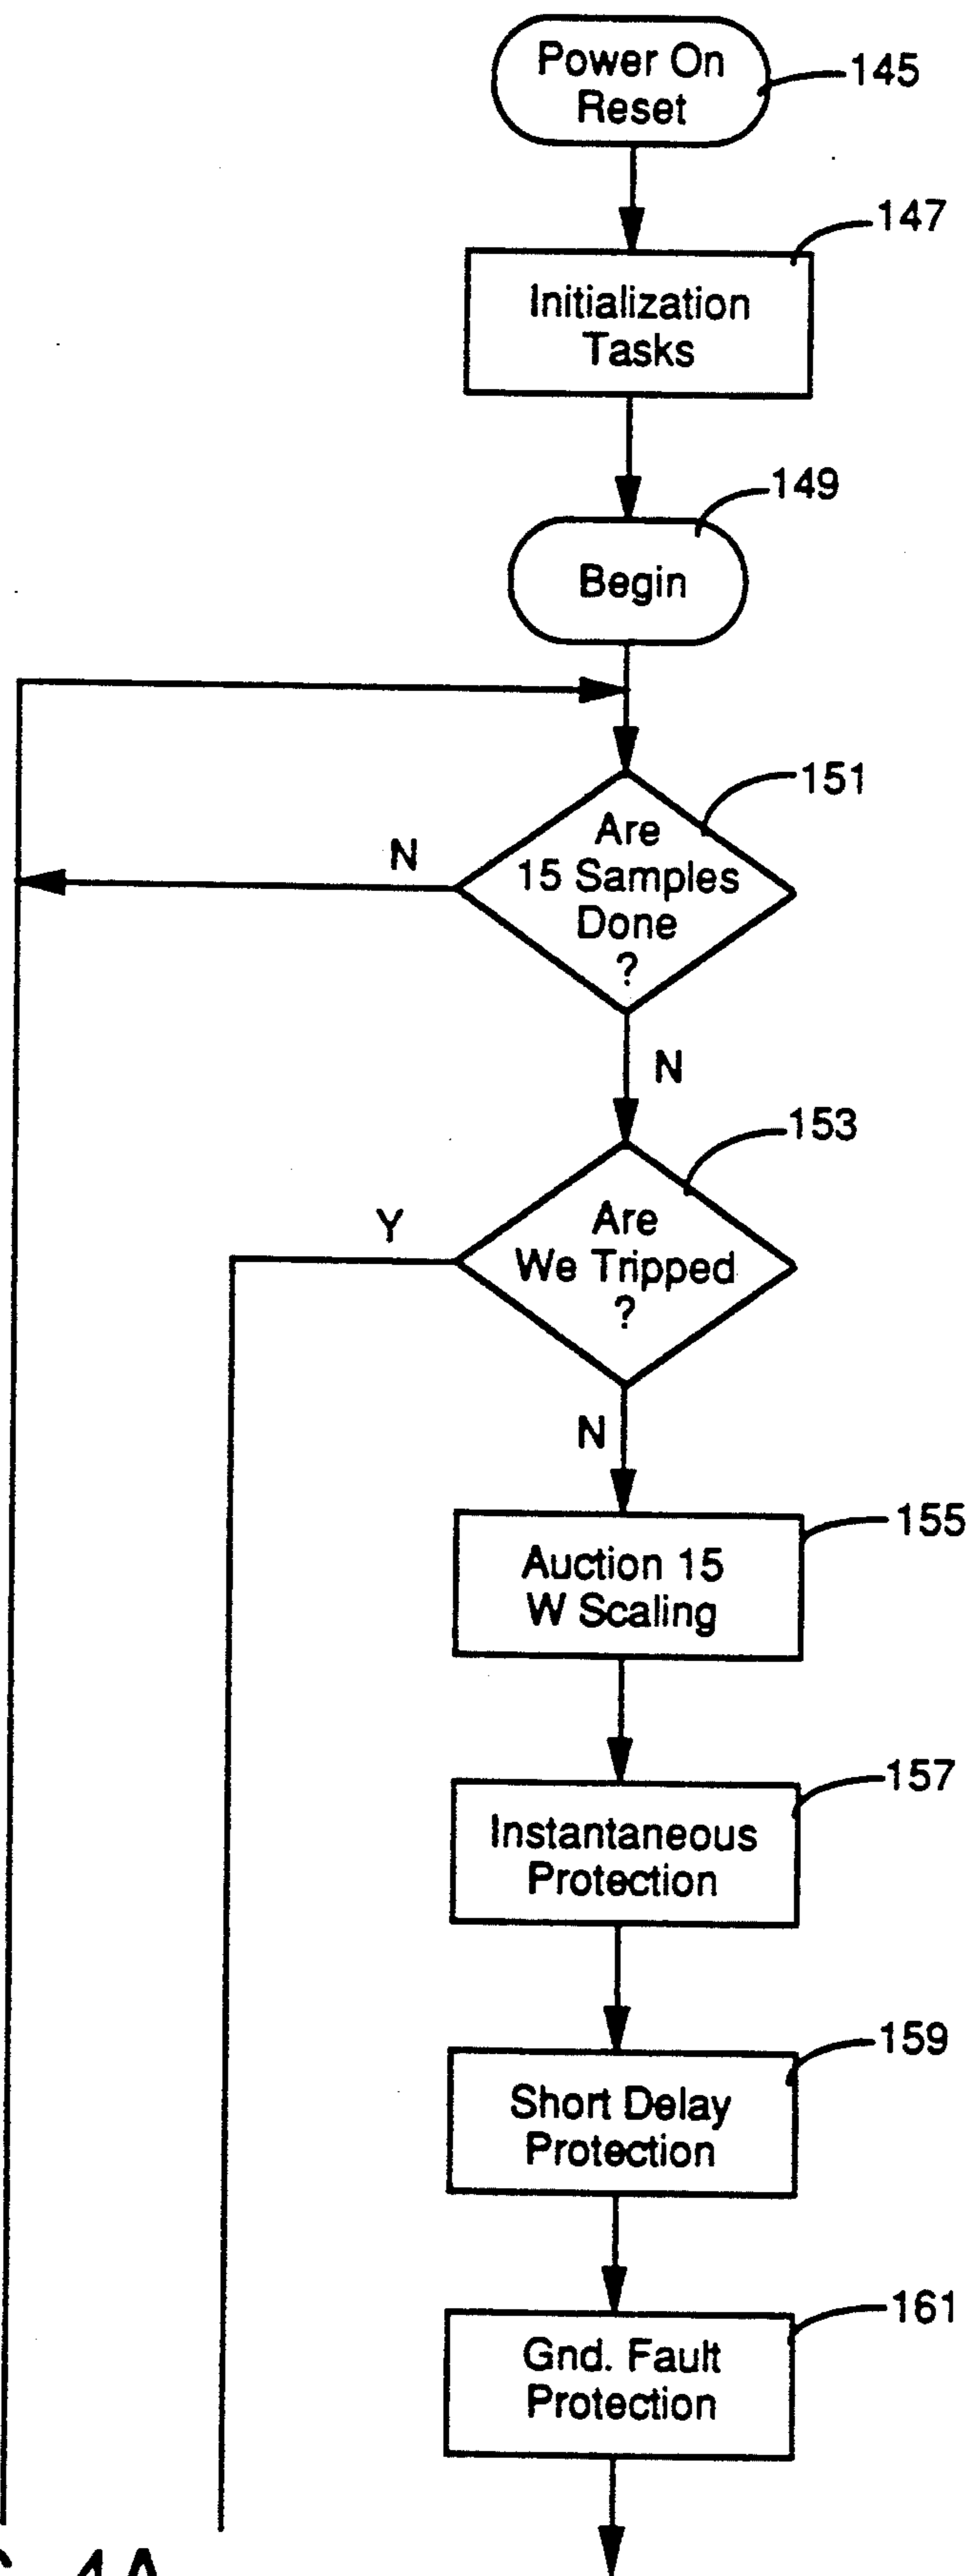 Power On
Reset
145
147
Initialization
Tasks
149
Begin
151
Are
15 Samples
Done
?
N
N
153
Are
We Tripped
?
Y
N
155
Auction 15
W Scaling
157
Instantaneous
Protection
159
Short Delay
Protection
161
Gnd. Fault
Protection
4A